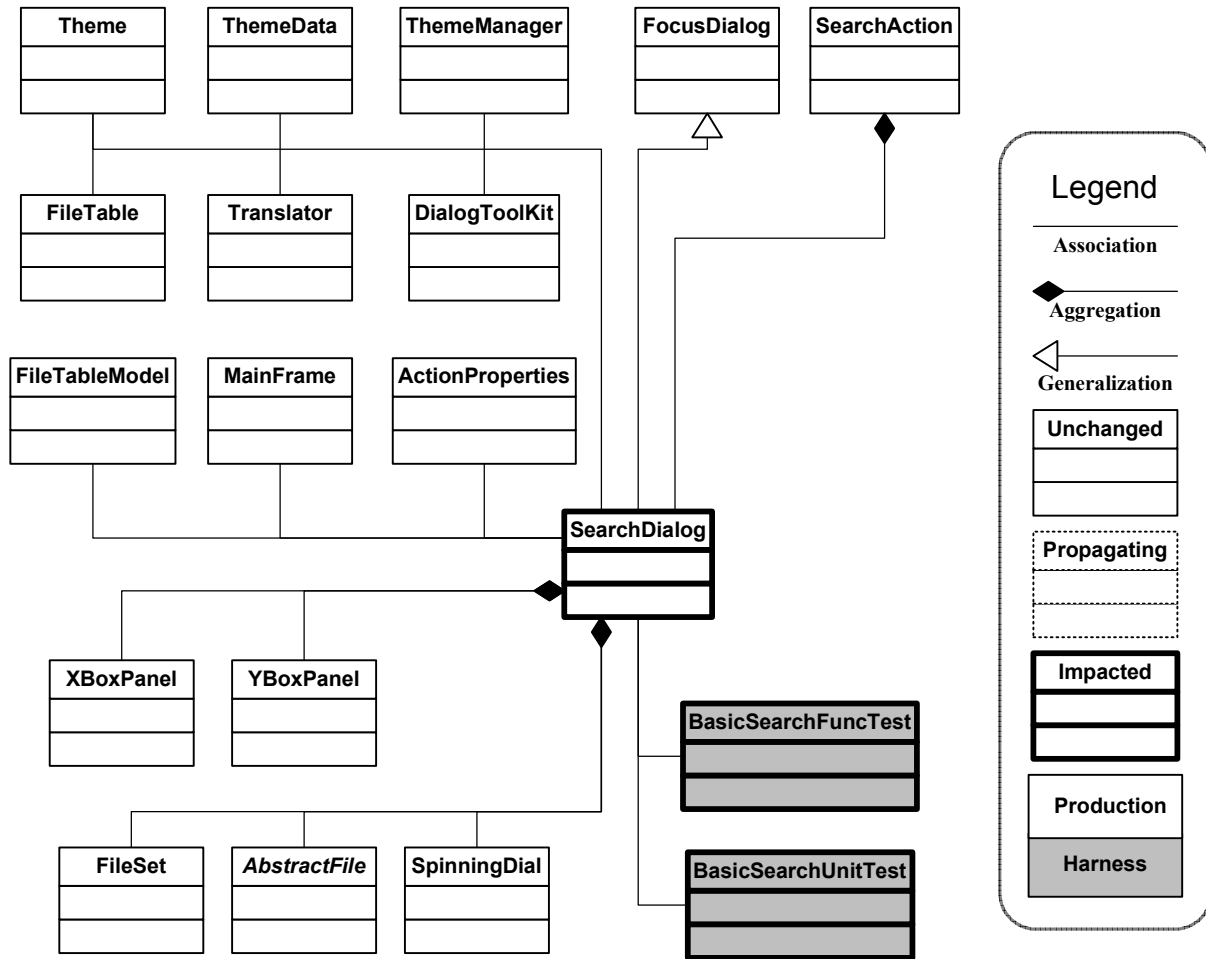 Theme
ThemeData
ThemeManager
FocusDialog
SearchAction
FileTable
Translator
DialogToolKit
FileTableModel
MainFrame
ActionProperties
SearchDialog
XBoxPanel
YBoxPanel
BasicSearchFuncTest
FileSet
AbstractFile
SpinningDial
BasicSearchUnitTest
Legend
Association
Aggregation
Generalization
Unchanged
Propagating
Impacted
Production
Harness